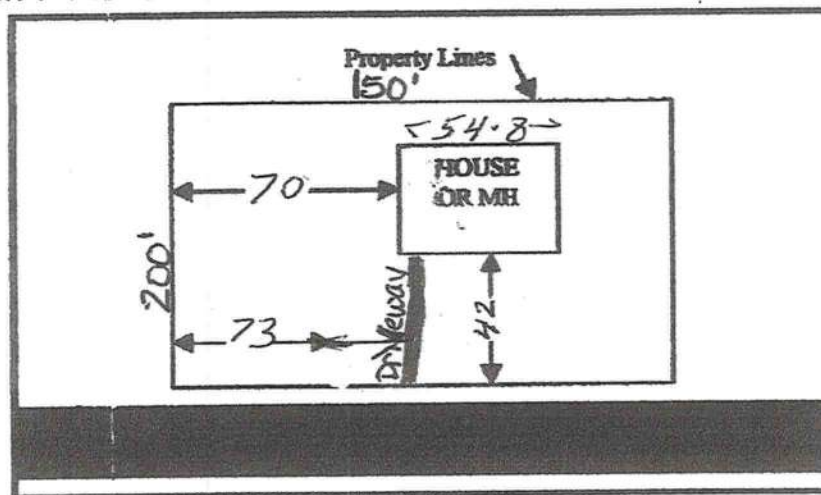 Property Lines
150'
<54.8>
HOUSE
OR MH
70
200'
Driveway
42
73